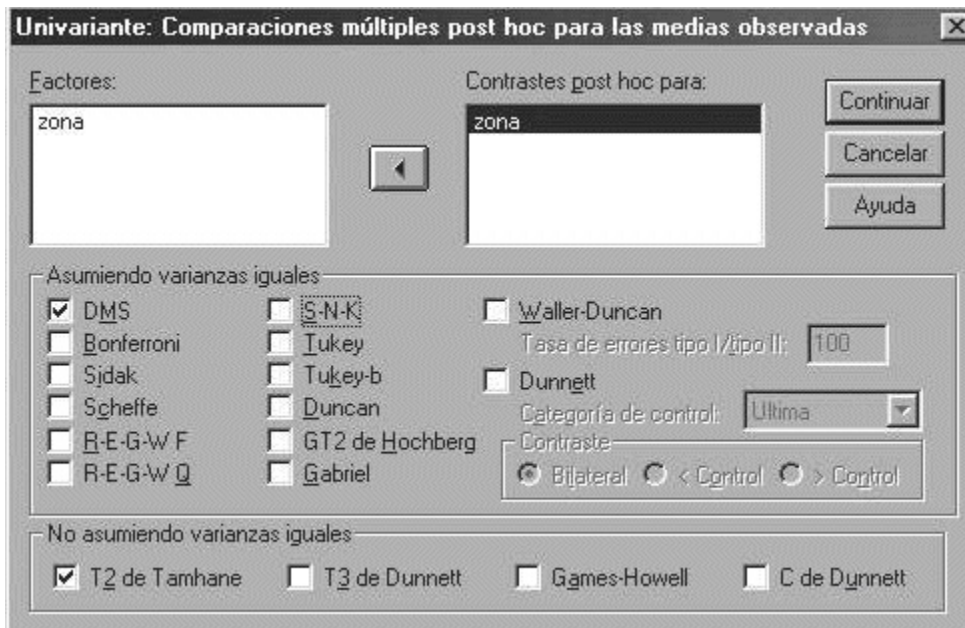 Univariante: Comparaciones múltiples post hoc para las medias observadas
Factores:
zona
Contrastes post hoc para:
zona
Continuar
Cancelar
Ayuda
Asumiendo varianzas iguales
DMS
Bonferroni
Sidak
Scheffe
R-E-G-W F
R-E-G-W Q
S-N-K
Tukey
Tukey-b
Duncan
GT2 de Hochberg
Gabriel
Waller-Duncan
Tasa de errores tipo I/tipo II: 100
Dunnett
Categoría de control: Ultima
Contraste
Bilateral < Control > Control
No asumiendo varianzas iguales
T2 de Tamhane T3 de Dunnett Games-Howell C de Dunnett